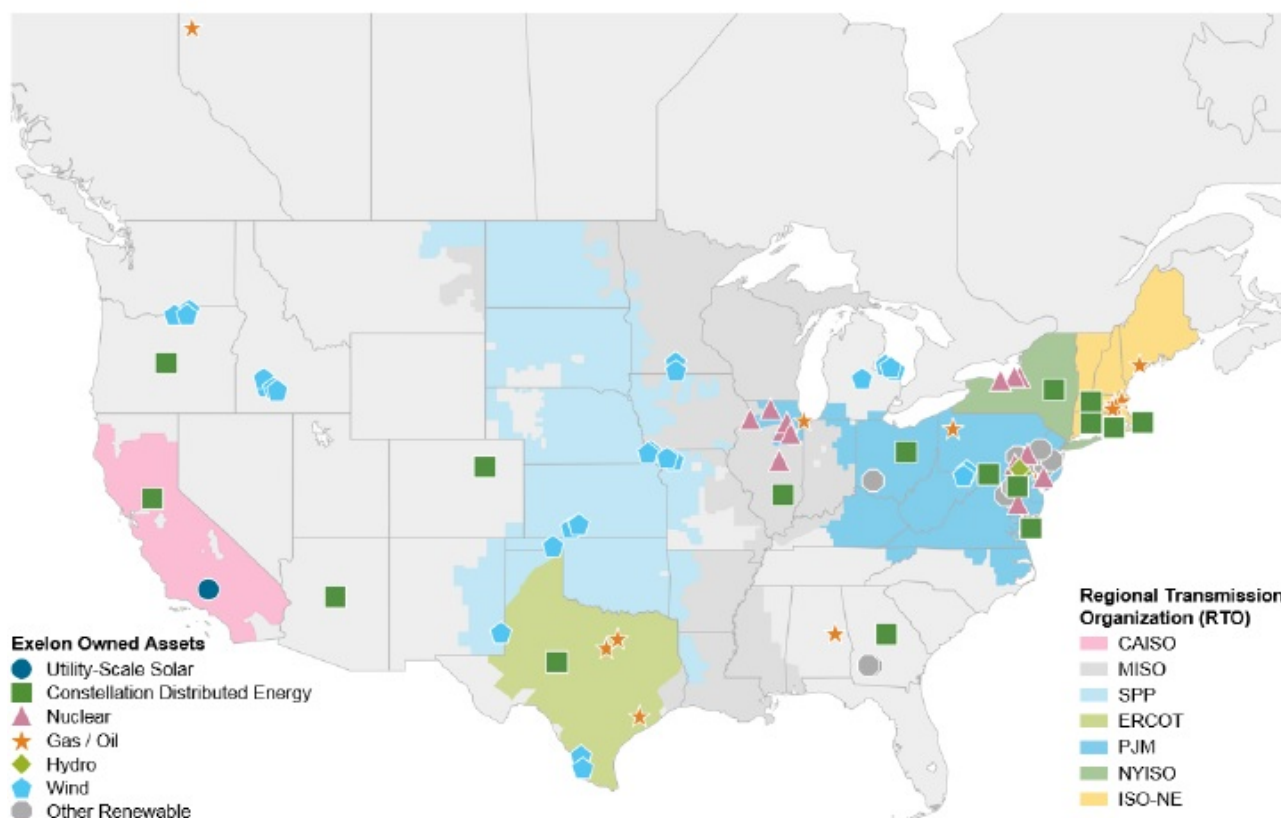 Exelon Owned Assets
Utility-Scale Solar
Constellation Distributed Energy
Nuclear
Gas / Oil
Hydro
Wind
Other Renewable
Regional Transmission
Organization (RTO)
CAISO
MISO
SPP
ERCOT
PJM
NYISO
ISO-NE